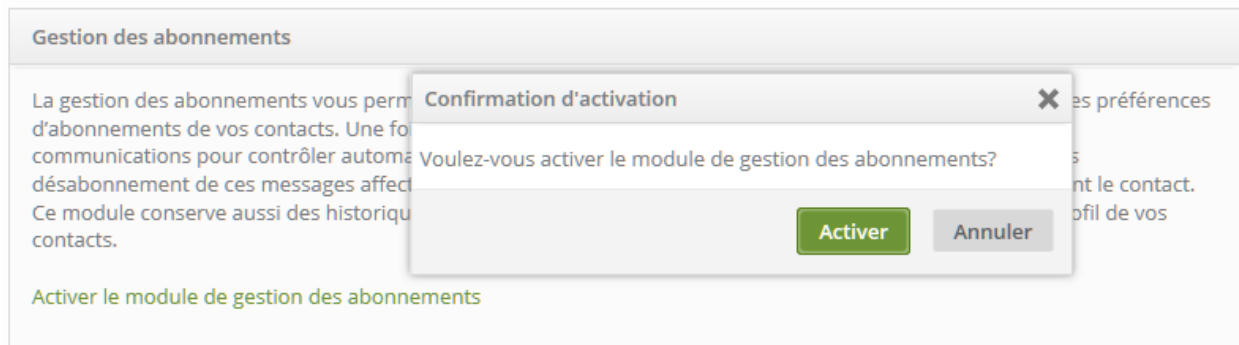 Gestion des abonnements
La gestion des abonnements vous perm
es préférences
d'abonnements de vos contacts. Une fo
communications pour contrôler automa
s
désabonnement de ces messages affect
nt le contact.
Ce module conserve aussi des historiqu
ofil de vos
contacts.
Activer le module de gestion des abonnements
Confirmation d'activation
Voulez-vous activer le module de gestion des abonnements?
Activer
Annuler